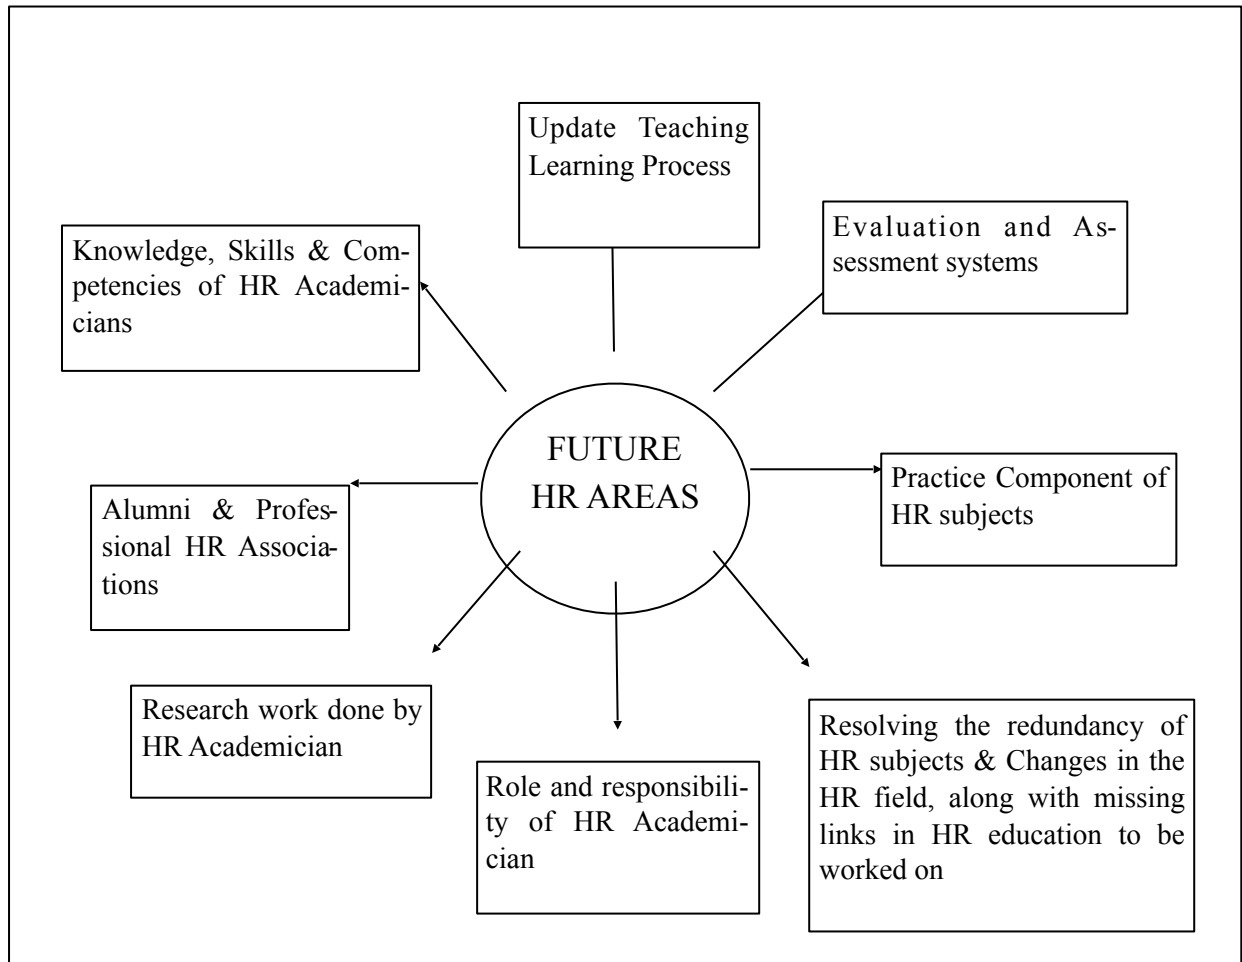 Update Teaching
Learning Process
Evaluation and As-
sessment systems
Knowledge, Skills & Com-
petencies of HR Academi-
cians
FUTURE
HR AREAS
Practice Component of
HR subjects
Alumni & Profes-
sional HR Associa-
tions
Research work done by
HR Academician
Role and responsibili-
ty of HR Academi-
cian
Resolving the redundancy of
HR subjects & Changes in the
HR field, along with missing
links in HR education to be
worked on